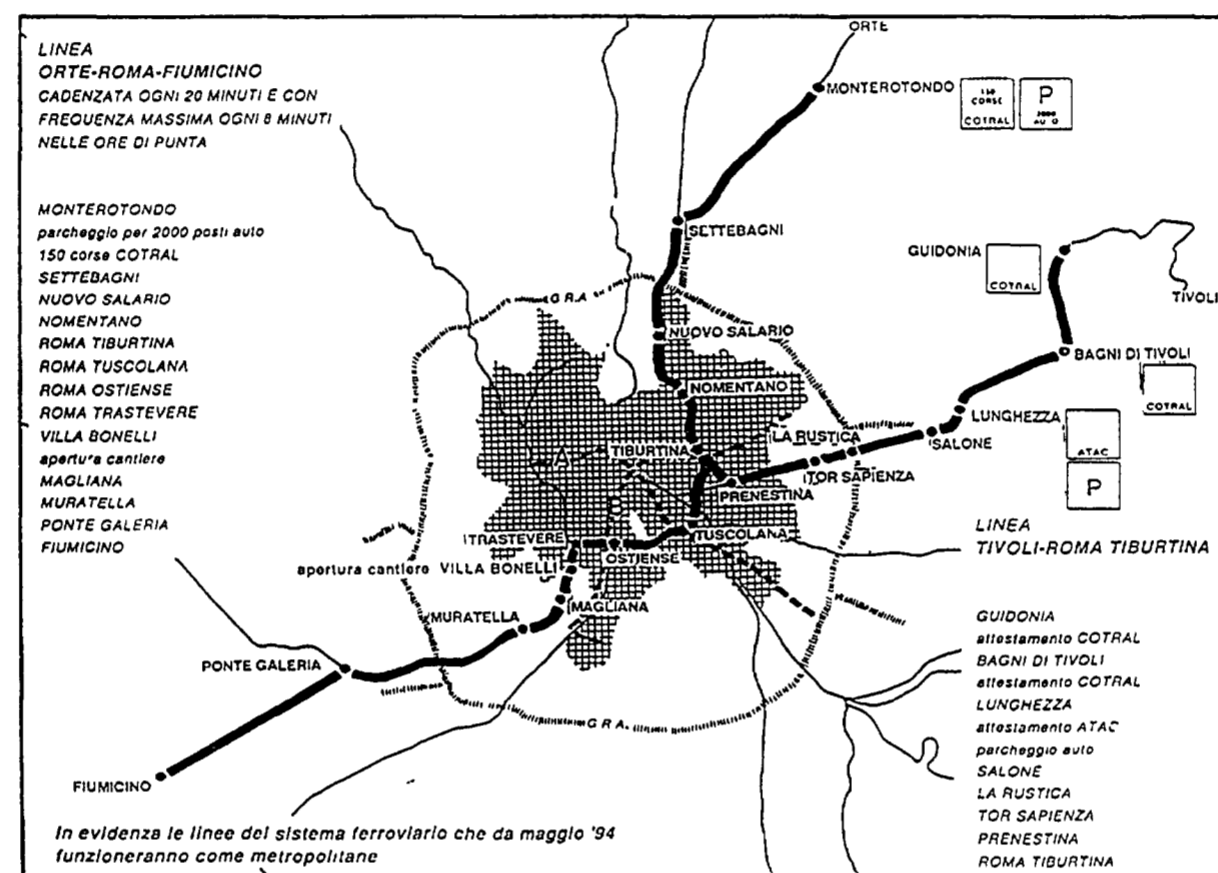 LINEA
ORTE-ROMA-FIUMICINO
CADENZATA OGNI 20 MINUTI E CON
FREQUENZA MASSIMA OGNI 8 MINUTI
NELLE ORE DI PUNTA
MONTEROTONDO
parcheggio per 2000 posti auto
150 corse COTRAL
SETTEBAGNI
NUOVO SALARIO
NOMENTANO
ROMA TIBURTINA
ROMA TUSCOLANA
ROMA OSTIENSE
ROMA TRASTEVERE
VILLA BONELLI
apertura cantiere
MAGLIANA
MURATELLA
PONTE GALERIA
FIUMICINO
ORTE
MONTEROTONDO
150
CORSE
COTRAL
P
2000
AUTO
SETTEBAGNI
GUIDONIA
COTRAL
TIVOLI
G.R.A.
NUOVO SALARIO
BAGNI DI TIVOLI
COTRAL
NOMENTANO
LUNGHEZZA
ATAC
P
LA RUSTICA
SALONE
A
TIBURTINA
TOR SAPIENZA
PRENESTINA
B
TRASTEVERE
TUSCOLANA
OSTIENSE
apertura cantiere VILLA BONELLI
MAGLIANA
MURATELLA
PONTE GALERIA
G.R.A.
FIUMICINO
LINEA
TIVOLI-ROMA TIBURTINA
GUIDONIA
attestamento COTRAL
BAGNI DI TIVOLI
attestamento COTRAL
LUNGHEZZA
attestamento ATAC
parcheggio auto
SALONE
LA RUSTICA
TOR SAPIENZA
PRENESTINA
ROMA TIBURTINA
In evidenza le linee del sistema ferroviario che da maggio '94
funzioneranno come metropolitane